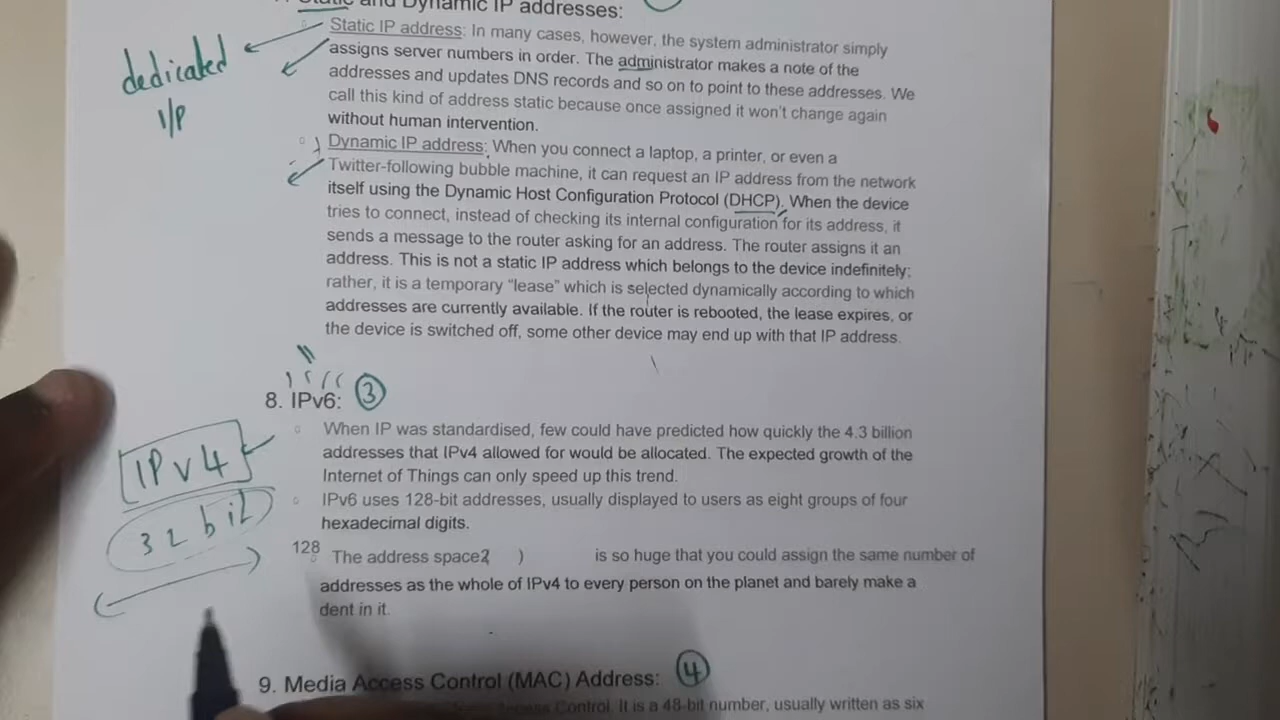 Static and Dynamic IP addresses:
Static IP address: In many cases, however, the system administrator simply
assigns server numbers in order. The administrator makes a note of the
addresses and updates DNS records and so on to point to these addresses. We
call this kind of address static because once assigned it won't change again
without human intervention.
dedicated
I/P
Dynamic IP address: When you connect a laptop, a printer, or even a
Twitter-following bubble machine, it can request an IP address from the network
itself using the Dynamic Host Configuration Protocol (DHCP). When the device
tries to connect, instead of checking its internal configuration for its address, it
sends a message to the router asking for an address. The router assigns it an
address. This is not a static IP address which belongs to the device indefinitely;
rather, it is a temporary "lease" which is selected dynamically according to which
addresses are currently available. If the router is rebooted, the lease expires, or
the device is switched off, some other device may end up with that IP address.
8. IPv6: 3
When IP was standardised, few could have predicted how quickly the 4.3 billion
addresses that IPv4 allowed for would be allocated. The expected growth of the
Internet of Things can only speed up this trend.
IPv6 uses 128-bit addresses, usually displayed to users as eight groups of four
hexadecimal digits.
IPv4
32 bit
128
The address space2 ) is so huge that you could assign the same number of
addresses as the whole of IPv4 to every person on the planet and barely make a
dent in it.
9. Media Access Control (MAC) Address: 4
Access Control. It is a 48-bit number, usually written as six